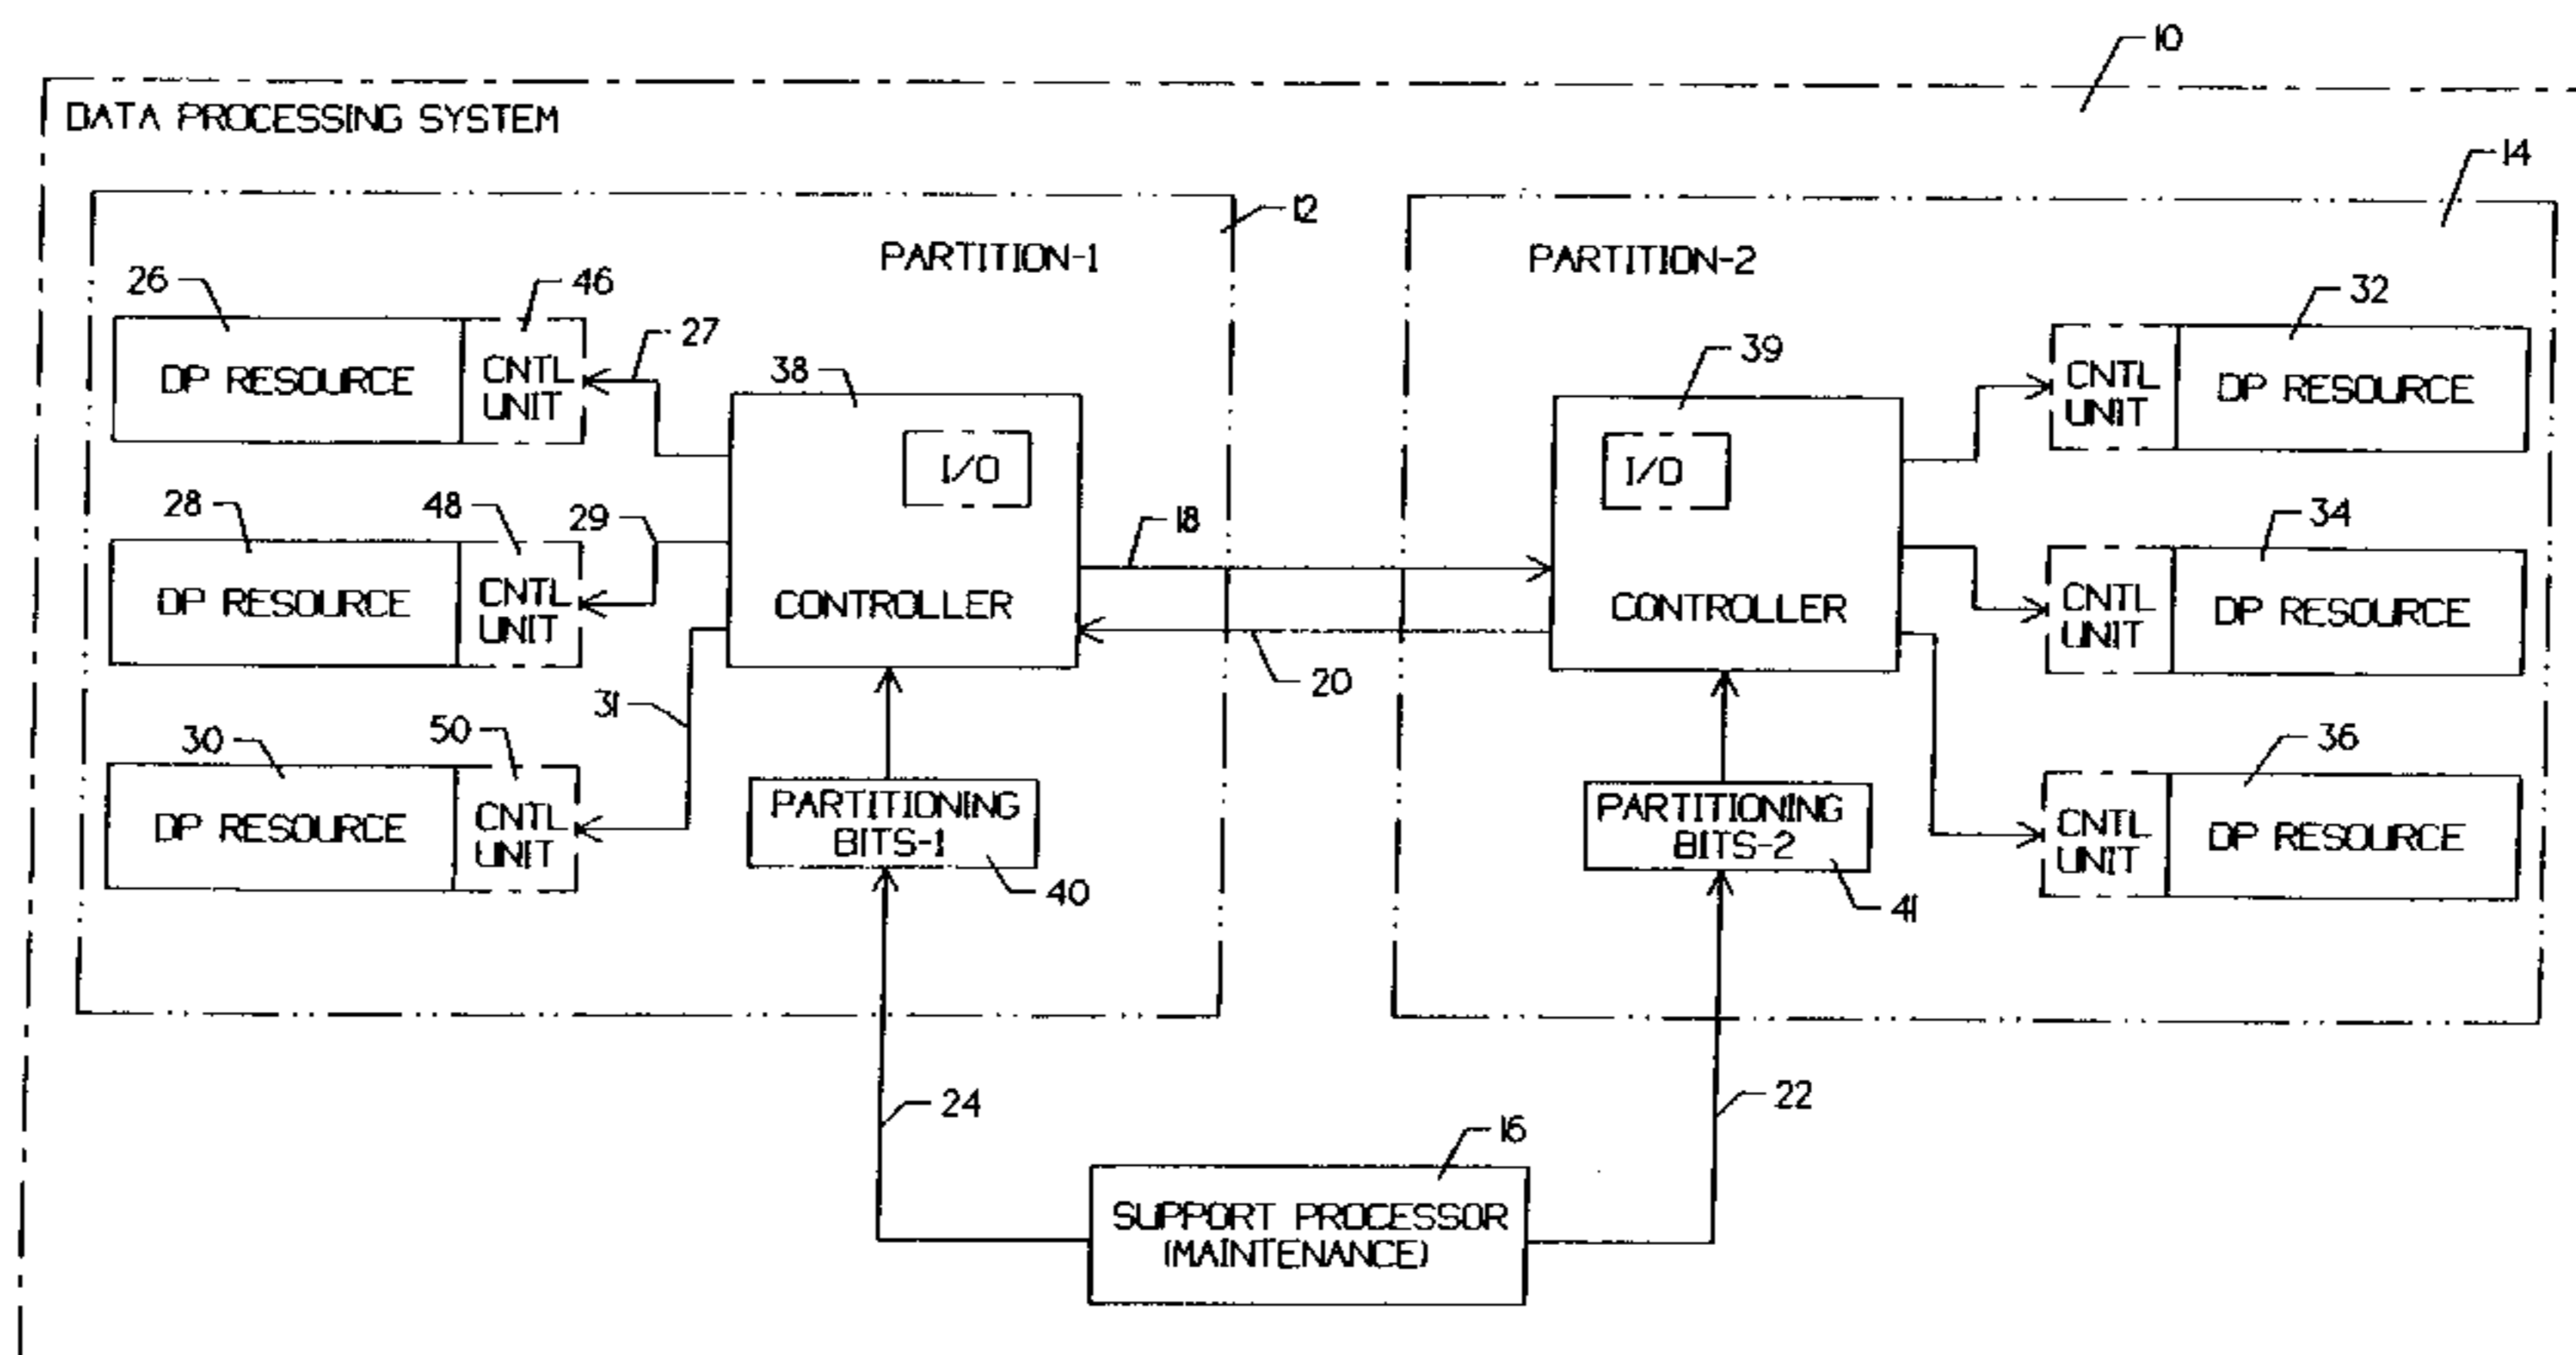 10
DATA PROCESSING SYSTEM
14
12
PARTITION-1
PARTITION-2
26
46
27
32
DP RESOURCE
CNTL
UNIT
38
39
CNTL
UNIT
DP RESOURCE
I/O
I/O
28
48
29
18
34
DP RESOURCE
CNTL
UNIT
CONTROLLER
CONTROLLER
CNTL
UNIT
DP RESOURCE
20
31
30
50
36
DP RESOURCE
CNTL
UNIT
PARTITIONING
BITS-1
PARTITIONING
BITS-2
CNTL
UNIT
DP RESOURCE
40
41
24
22
16
SUPPORT PROCESSOR
(MAINTENANCE)